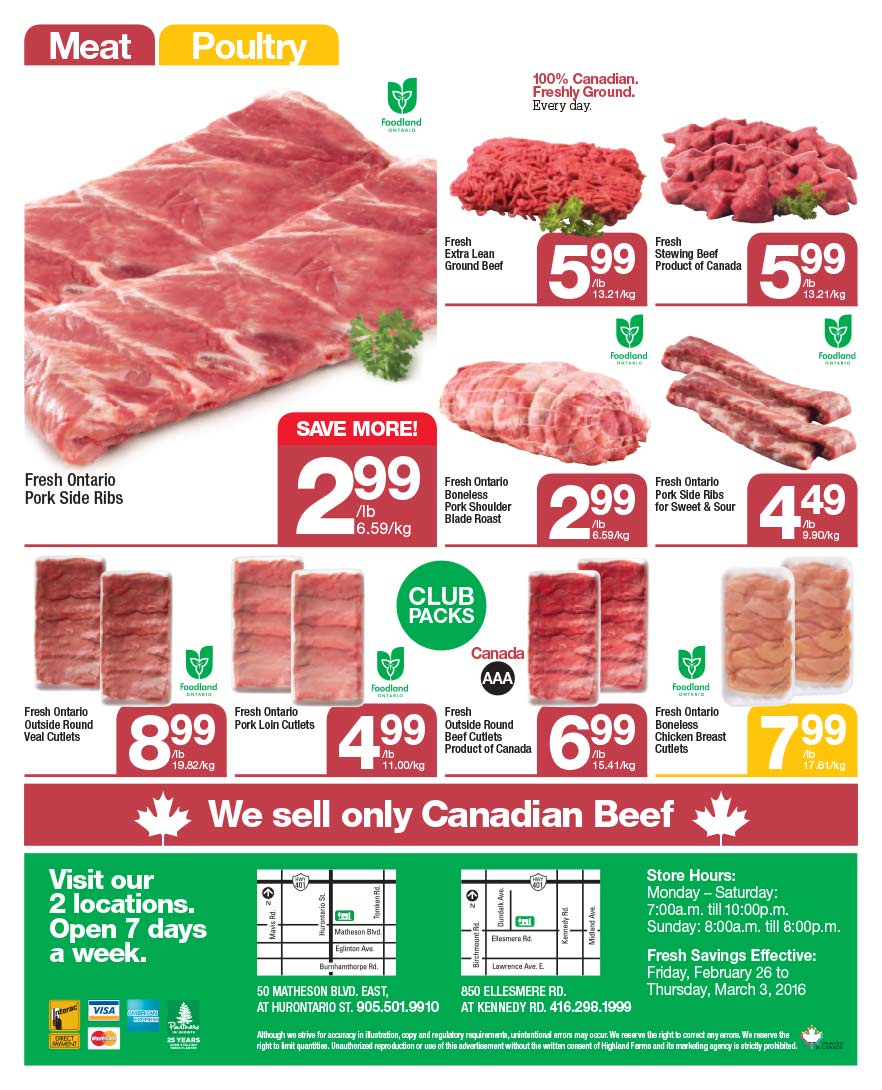 Meat
Poultry
Foodland
ONTARIO
SAVE MORE!
Fresh Ontario
Pork Side Ribs
2.99
/lb
6.59/kg
100% Canadian.
Freshly Ground.
Every day.
Fresh
Extra Lean
Ground Beef
5.99
/lb
13.21/kg
Fresh
Stewing Beef
Product of Canada
5.99
/lb
13.21/kg
Foodland
ONTARIO
Fresh Ontario
Boneless
Pork Shoulder
Blade Roast
2.99
/lb
6.59/kg
Foodland
ONTARIO
Fresh Ontario
Pork Side Ribs
for Sweet & Sour
4.49
/lb
9.90/kg
CLUB
PACKS
Foodland
ONTARIO
Fresh Ontario
Outside Round
Veal Cutlets
8.99
/lb
19.82/kg
Foodland
ONTARIO
Fresh Ontario
Pork Loin Cutlets
4.99
/lb
11.00/kg
Canada
AAA
Fresh
Outside Round
Beef Cutlets
Product of Canada
6.99
/lb
15.41/kg
Foodland
ONTARIO
Fresh Ontario
Boneless
Chicken Breast
Cutlets
7.99
/lb
17.61/kg
We sell only Canadian Beef
Visit our
2 locations.
Open 7 days
a week.
Interac
DIRECT
PAYMENT
VISA
MasterCard
AMERICAN
EXPRESS
Partners
IN GROWTH
25 YEARS
HWY
401
N
Mavis Rd.
Hurontario St.
Tomken Rd.
Matheson Blvd.
Eglinton Ave.
Burnhamthorpe Rd.
50 MATHESON BLVD. EAST,
AT HURONTARIO ST. 905.501.9910
HWY
401
N
Birchmount Rd.
Dundalk Ave.
Kennedy Rd.
Midland Ave.
Ellesmere Rd.
Lawrence Ave. E.
850 ELLESMERE RD.
AT KENNEDY RD. 416.298.1999
Store Hours:
Monday – Saturday:
7:00a.m. till 10:00p.m.
Sunday: 8:00a.m. till 8:00p.m.
Fresh Savings Effective:
Friday, February 26 to
Thursday, March 3, 2016
Although we strive for accuracy in illustration, copy and regulatory requirements, unintentional errors may occur. We reserve the right to correct any errors. We reserve the
right to limit quantities. Unauthorized reproduction or use of this advertisement without the written consent of Highland Farms and its marketing agency is strictly prohibited.
PRINTED
IN CANADA